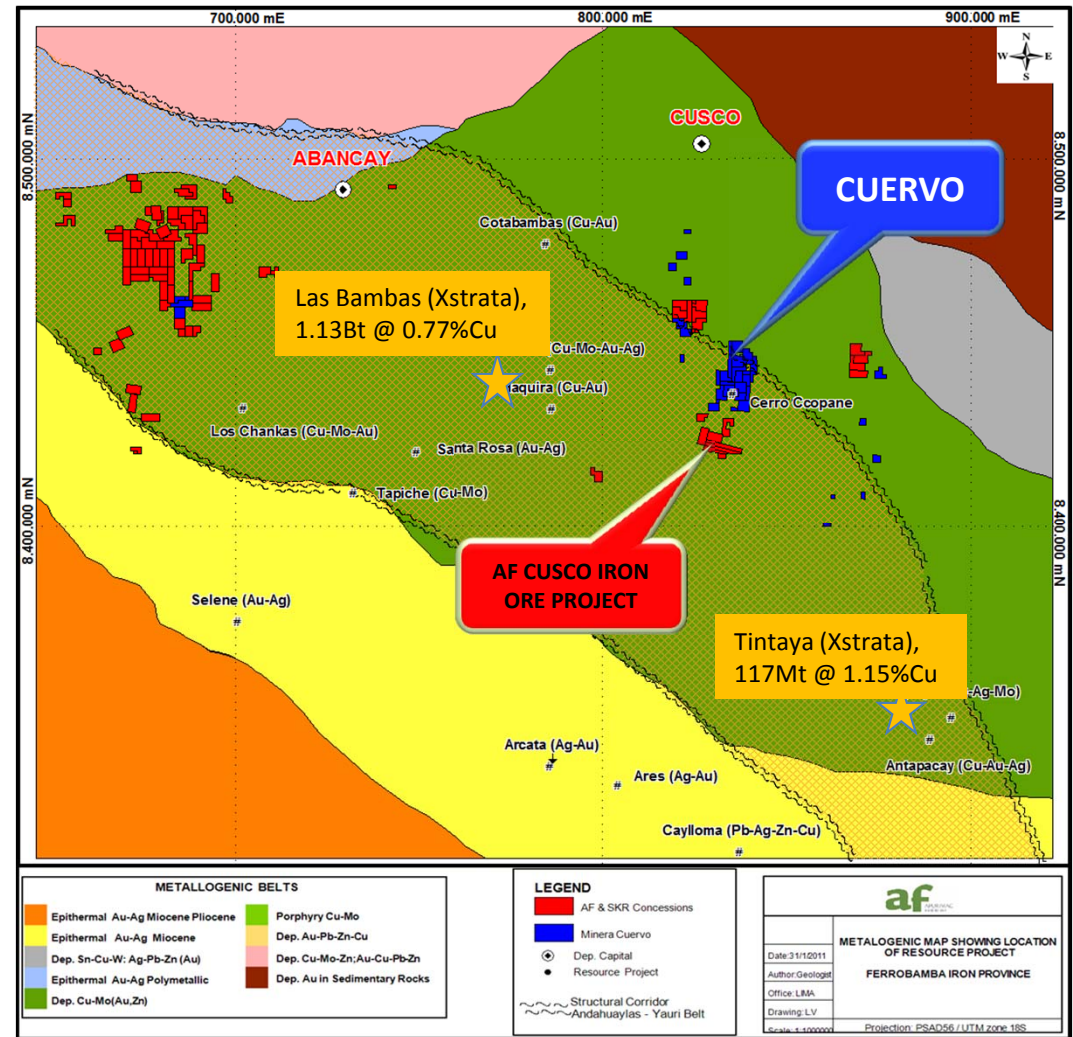 700.000 mE
800.000 mE
900.000 mE
N
W E
S
8.500.000 mN
8.500.000 mN
CUSCO
ABANCAY
CUERVO
Cotabambas (Cu-Au)
Las Bambas (Xstrata),
1.13Bt @ 0.77%Cu
(Cu-Mo-Au-Ag)
aquira (Cu-Au)
Cerro Ccopane
Los Chankas (Cu-Mo-Au)
Santa Rosa (Au-Ag)
Tapiche (Cu-Mo)
8.400.000 mN
8.400.000 mN
AF CUSCO IRON
ORE PROJECT
Selene (Au-Ag)
Tintaya (Xstrata),
117Mt @ 1.15%Cu
-Ag-Mo)
Antapacay (Cu-Au-Ag)
Arcata (Ag-Au)
Ares (Ag-Au)
Caylloma (Pb-Ag-Zn-Cu)
METALLOGENIC BELTS
Epithermal Au-Ag Miocene Pliocene
Epithermal Au-Ag Miocene
Dep. Sn-Cu-W: Ag-Pb-Zn (Au)
Epithermal Au-Ag Polymetallic
Dep. Cu-Mo(Au,Zn)
Porphyry Cu-Mo
Dep. Au-Pb-Zn-Cu
Dep. Cu-Mo-Zn;Au-Cu-Pb-Zn
Dep. Au in Sedimentary Rocks
LEGEND
AF & SKR Concessions
Minera Cuervo
Dep. Capital
Resource Project
Structural Corridor
Andahuaylas - Yauri Belt
af
Date:31/1/2011
Author:Geologist
Office: LIMA
Drawing: L.V
Scale: 1:1000000
METALOGENIC MAP SHOWING LOCATION
OF RESOURCE PROJECT
FERROBAMBA IRON PROVINCE
Projection: PSAD56 / UTM zone 18S